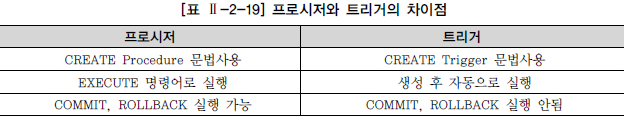 [표 Ⅱ-2-19] 프로시저와 트리거의 차이점
프로시저 트리거
CREATE Procedure 문법사용 CREATE Trigger 문법사용
EXECUTE 명령어로 실행 생성 후 자동으로 실행
COMMIT, ROLLBACK 실행 가능 COMMIT, ROLLBACK 실행 안됨